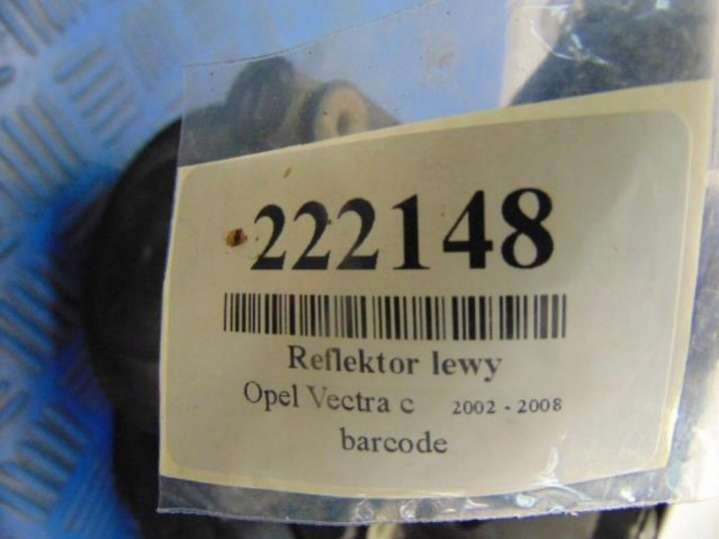 222148
Reflektor lewy
Opel Vectra c 2002 - 2008
barcode